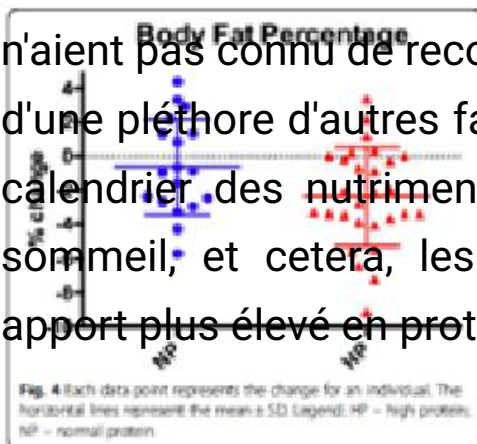 Body Fat Percentage
n'aient pas connu de reco
d'une pléthore d'autres fa
calendrier des nutrimen
sommeil, et cetera, les
apport plus élevé en prot
% change
NP
NP
Fig. 4 Each data point represents the change for an individual. The
horizontal lines represent the mean ± SD. Legend: HP – high protein;
NP – normal protein